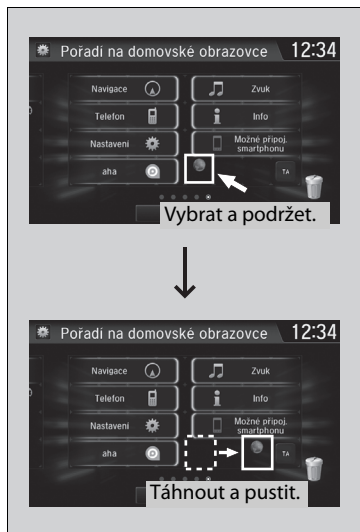 Pořadí na domovské obrazovce 12:34
Navigace
Zvuk
Telefon
Info
Nastavení
Možné připoj.
smartphonu
aha
TA
Vybrat a podržet.
Pořadí na domovské obrazovce 12:34
Navigace
Zvuk
Telefon
Info
Nastavení
Možné připoj.
smartphonu
aha
TA
Táhnout a pustit.